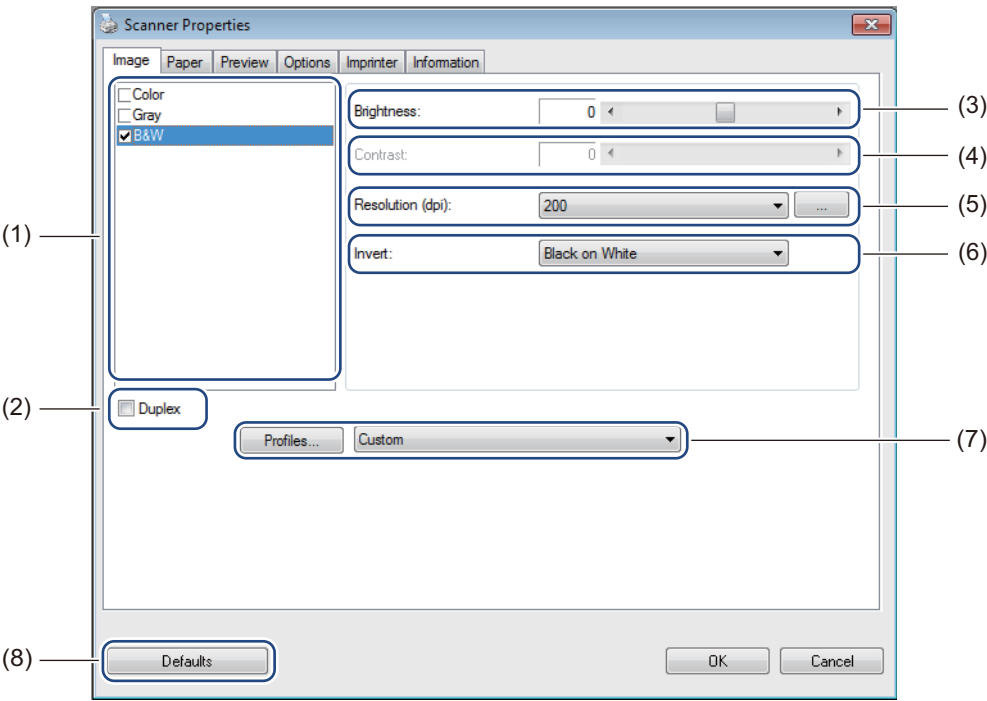 Scanner Properties
Image Paper Preview Options Imprinter Information
Color
Gray
B&W
Brightness: 0
(3)
Contrast: 0
(4)
Resolution (dpi): 200 ...
(5)
(1)
Invert: Black on White
(6)
(2)
Duplex
Profiles... Custom
(7)
(8)
Defaults OK Cancel